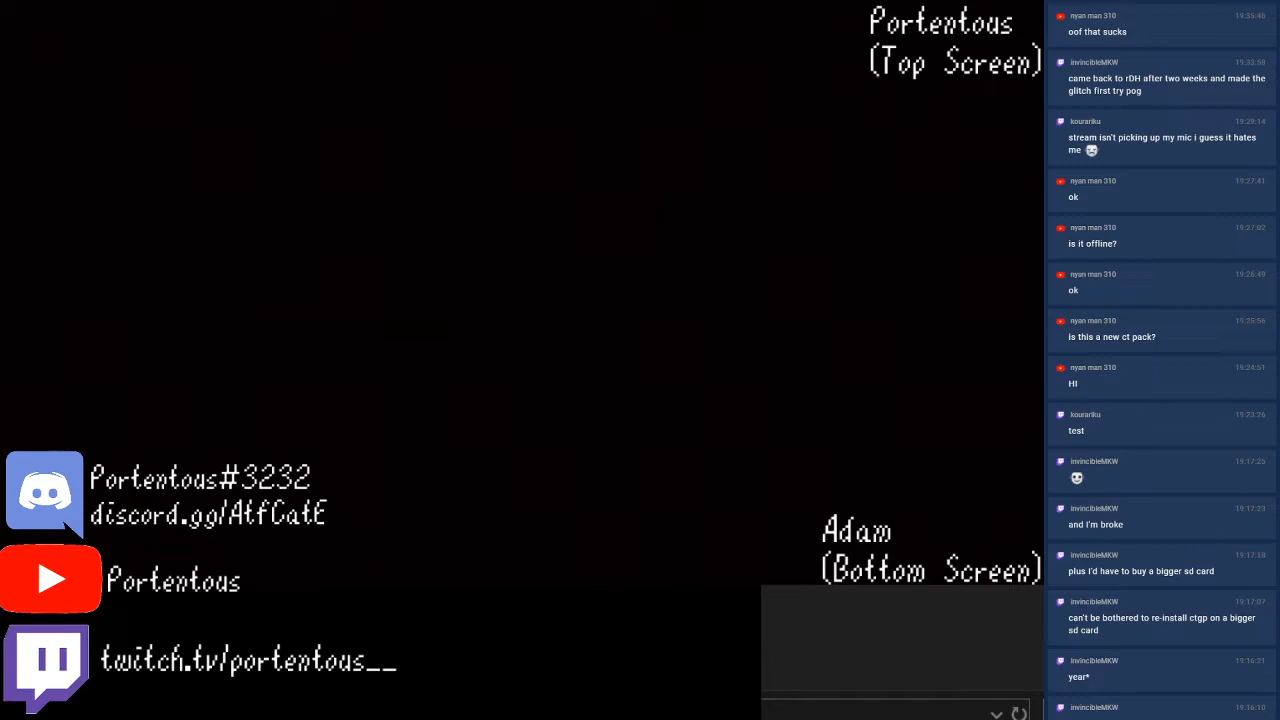 Portentous
(Top Screen)
Portentous#3232
discord.gg/AtfCatE
Portentous
twitch.tv/portentous__
Adam
(Bottom Screen)
nyan man 310 19:35:46
oof that sucks
invincibleMKW 19:33:58
came back to rDH after two weeks and made the
glitch first try pog
kourariku 19:29:14
stream isn't picking up my mic i guess it hates
me
nyan man 310 19:27:41
ok
nyan man 310 19:27:02
is it offline?
nyan man 310 19:26:49
ok
nyan man 310 19:25:56
is this a new ct pack?
nyan man 310 19:24:51
HI
kourariku 19:23:26
test
invincibleMKW 19:17:25
invincibleMKW 19:17:23
and I'm broke
invincibleMKW 19:17:18
plus I'd have to buy a bigger sd card
invincibleMKW 19:17:07
can't be bothered to re-install ctgp on a bigger
sd card
invincibleMKW 19:16:21
year*
invincibleMKW 19:16:10